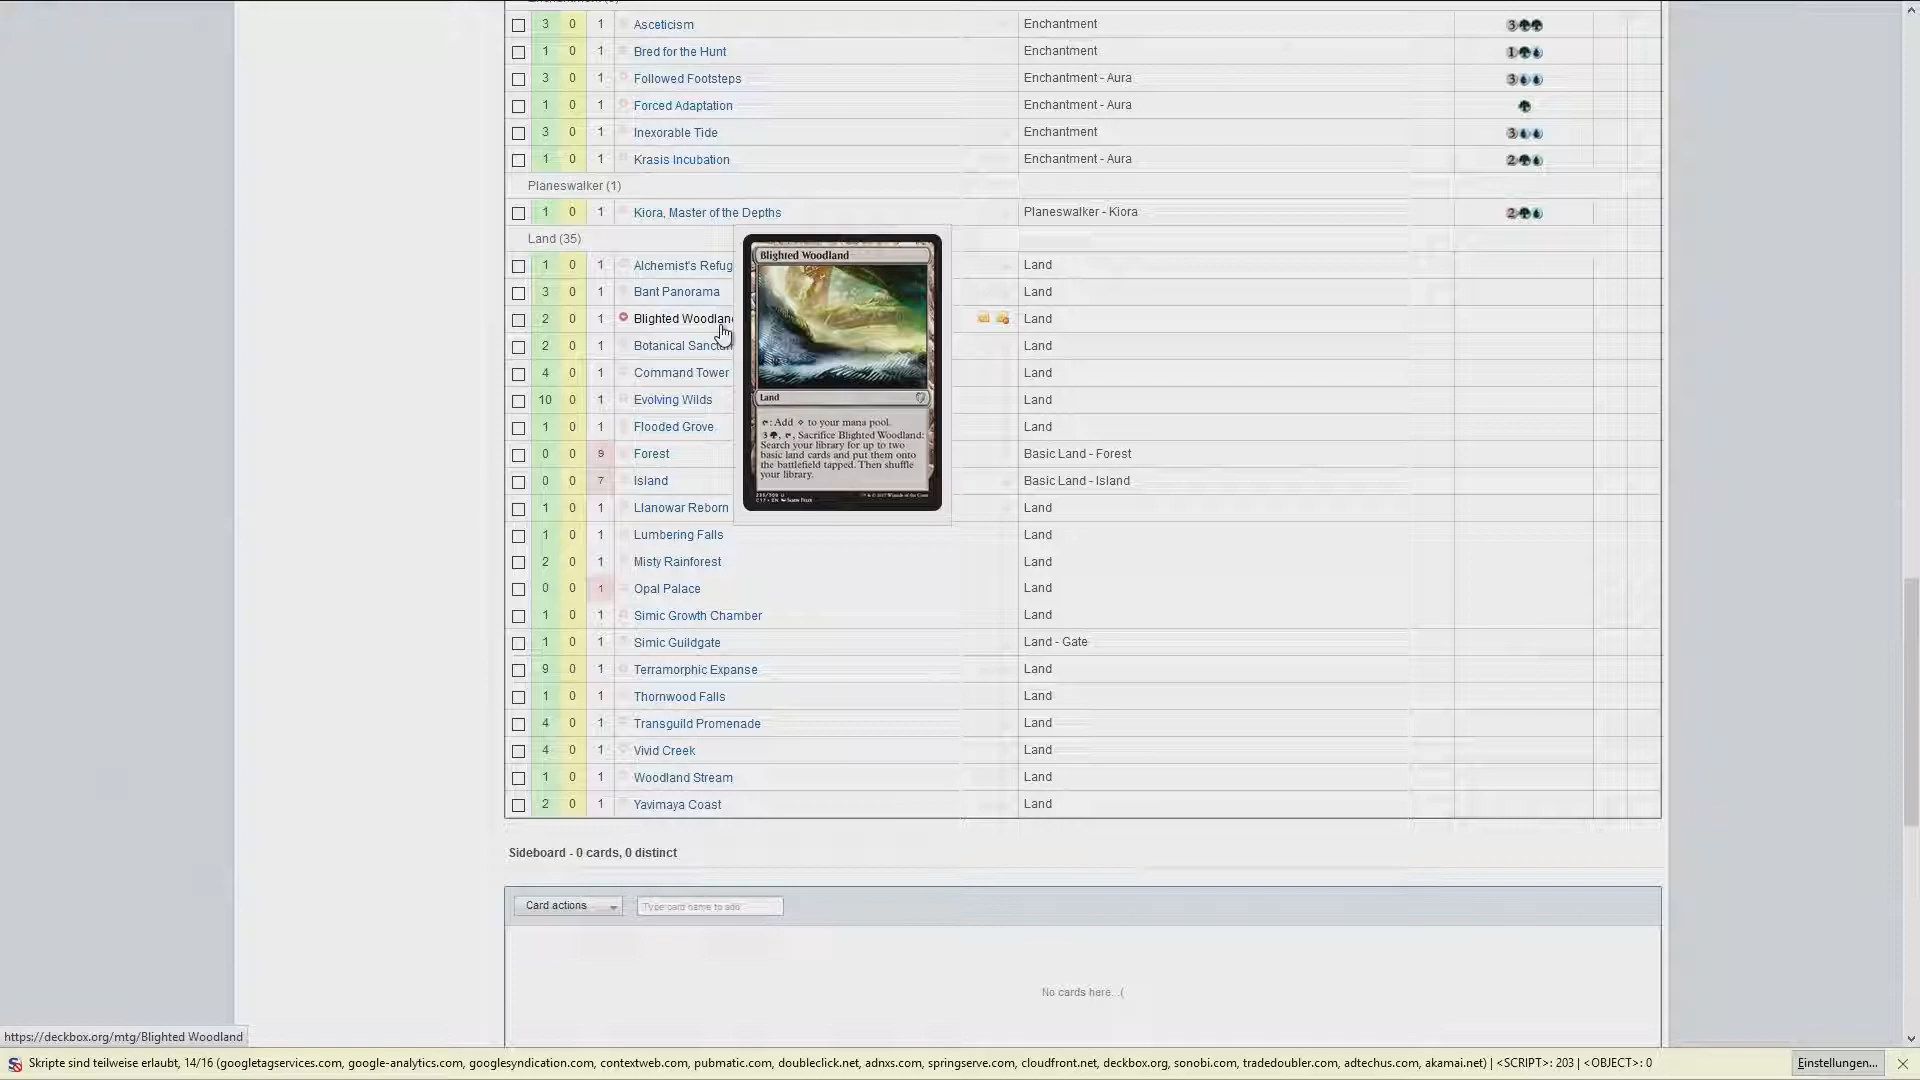 3 0 1 Asceticism Enchantment 3
1 0 1 Bred for the Hunt Enchantment 1
3 0 1 Followed Footsteps Enchantment - Aura 3
1 0 1 Forced Adaptation Enchantment - Aura
3 0 1 Inexorable Tide Enchantment 3
1 0 1 Krasis Incubation Enchantment - Aura 2
Planeswalker (1)
1 0 1 Kiora, Master of the Depths Planeswalker - Kiora 2
Land (35)
1 0 1 Alchemist's Refug Land
3 0 1 Bant Panorama Land
2 0 1 Blighted Woodland Land
2 0 1 Botanical Land
4 0 1 Command Tower Land
10 0 1 Evolving Wilds Land
1 0 1 Flooded Grove Land
0 0 9 Forest Basic Land - Forest
0 0 7 Island Basic Land - Island
1 0 1 Llanowar Reborn Land
1 0 1 Lumbering Falls Land
2 0 1 Misty Rainforest Land
0 0 1 Opal Palace Land
1 0 1 Simic Growth Chamber Land
1 0 1 Simic Guildgate Land - Gate
9 0 1 Terramorphic Expanse Land
1 0 1 Thornwood Falls Land
4 0 1 Transguild Promenade Land
4 0 1 Vivid Creek Land
1 0 1 Woodland Stream Land
2 0 1 Yavimaya Coast Land
Blighted Woodland
Land
: Add to your mana pool.
3 , , Sacrifice Blighted Woodland:
Search your library for up to two
basic land cards and put them onto
the battlefield tapped. Then shuffle
your library.
Sideboard - 0 cards, 0 distinct
Card actions
Type card name to add
No cards here...(
https://deckbox.org/mtg/Blighted Woodland
Skripte sind teilweise erlaubt, 14/16 (googletagservices.com, google-analytics.com, googlesyndication.com, contextweb.com, pubmatic.com, doubleclick.net, adnxs.com, springserve.com, cloudfront.net, deckbox.org, sonobi.com, tradedoubler.com, adtechus.com, akamai.net) | <SCRIPT>: 203 | <OBJECT>: 0
Einstellungen...